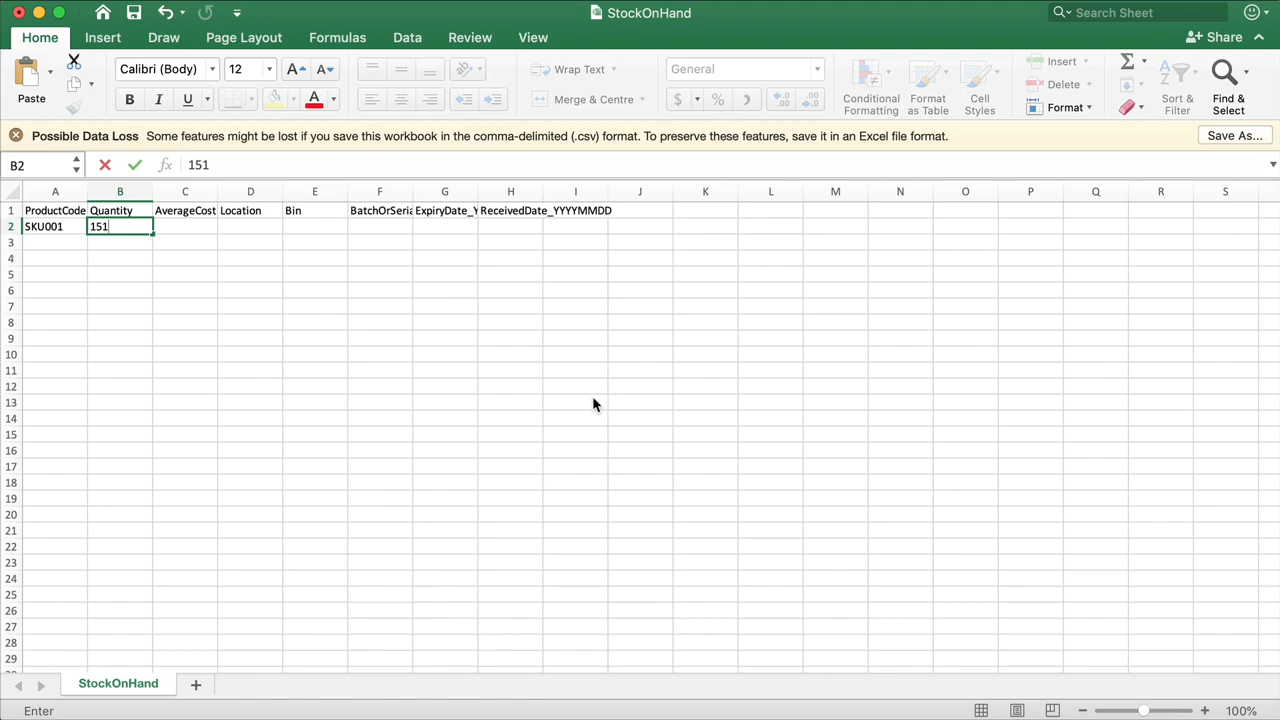 StockOnHand
Search Sheet
Home Insert Draw Page Layout Formulas Data Review View Share
Paste
Calibri (Body) 12 A A
B I U A
Wrap Text
Merge & Centre
General
$ % )
Conditional Formatting
Format as Table
Cell Styles
Insert
Delete
Format
Sort & Filter
Find & Select
Possible Data Loss Some features might be lost if you save this workbook in the comma-delimited (.csv) format. To preserve these features, save it in an Excel file format. Save As...
B2 fx 151
A B C D E F G H I J K L M N O P Q R S
1 ProductCode Quantity AverageCost Location Bin BatchOrSeria ExpiryDate_Y ReceivedDate_YYYYMMDD
2 SKU001 151
3
4
5
6
7
8
9
10
11
12
13
14
15
16
17
18
19
20
21
22
23
24
25
26
27
28
29
StockOnHand +
Enter 100%